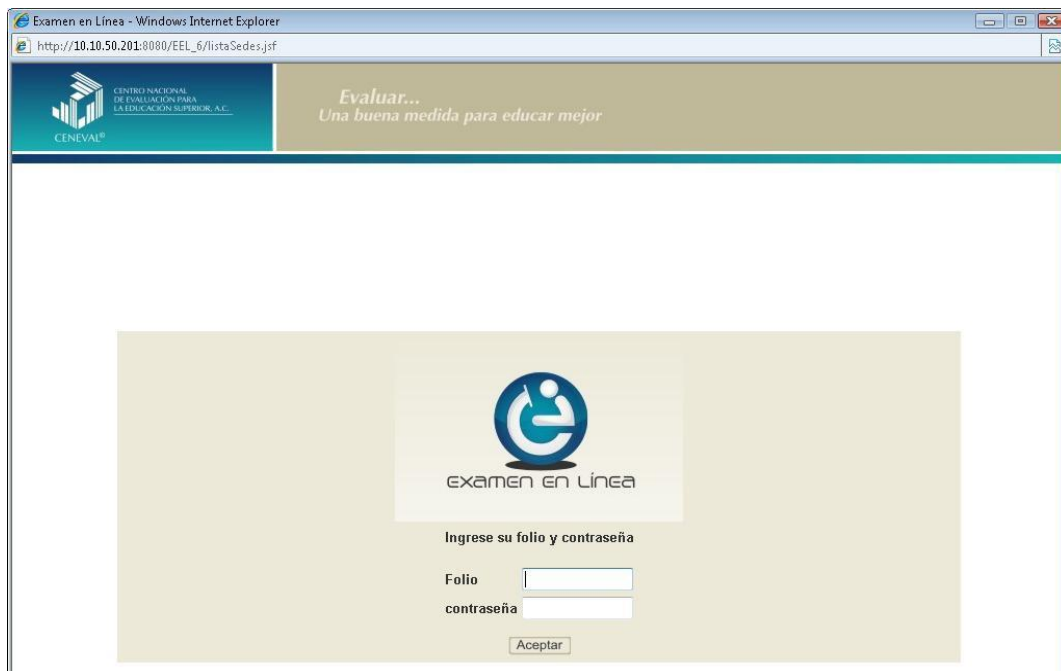 Examen en Línea - Windows Internet Explorer
http://10.10.50.201:8080/EEL_6/listaSedes.jsf
CENTRO NACIONAL
DE EVALUACIÓN PARA
LA EDUCACIÓN SUPERIOR, A.C.
CENEVAL®
Evaluar...
Una buena medida para educar mejor
examen en Línea
Ingrese su folio y contraseña
Folio
contraseña
Aceptar